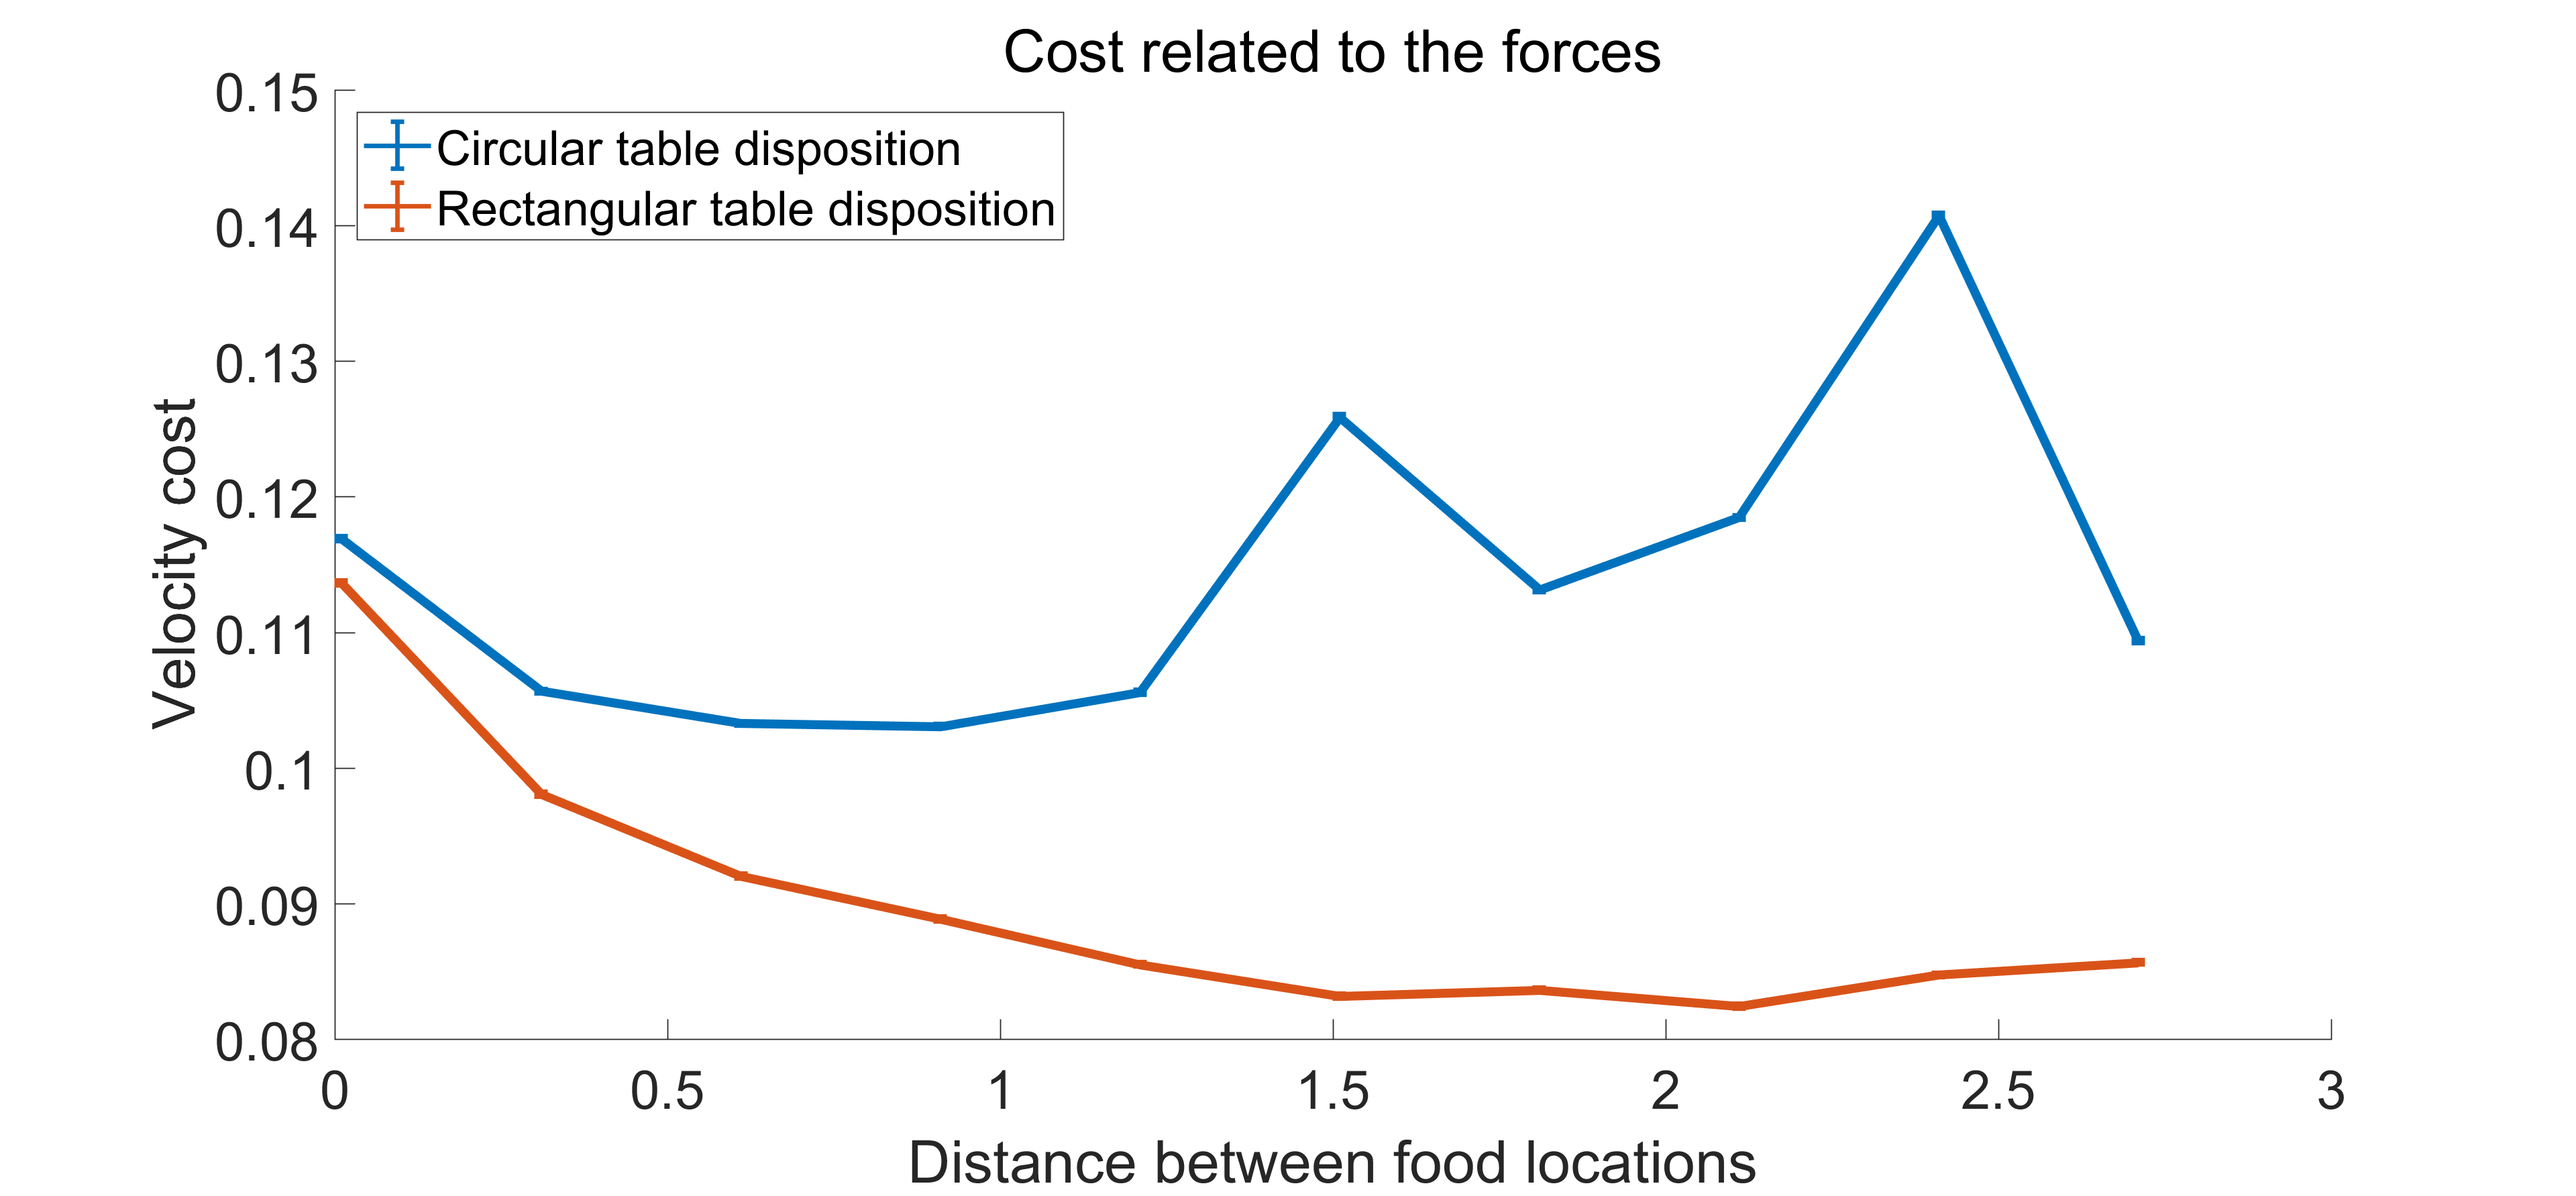 Cost related to the forces
0.15
0.14
0.13
0.12
0.11
0.1
0.09
0.08
Velocity cost
Circular table disposition
Rectangular table disposition
0 0.5 1 1.5 2 2.5 3
Distance between food locations